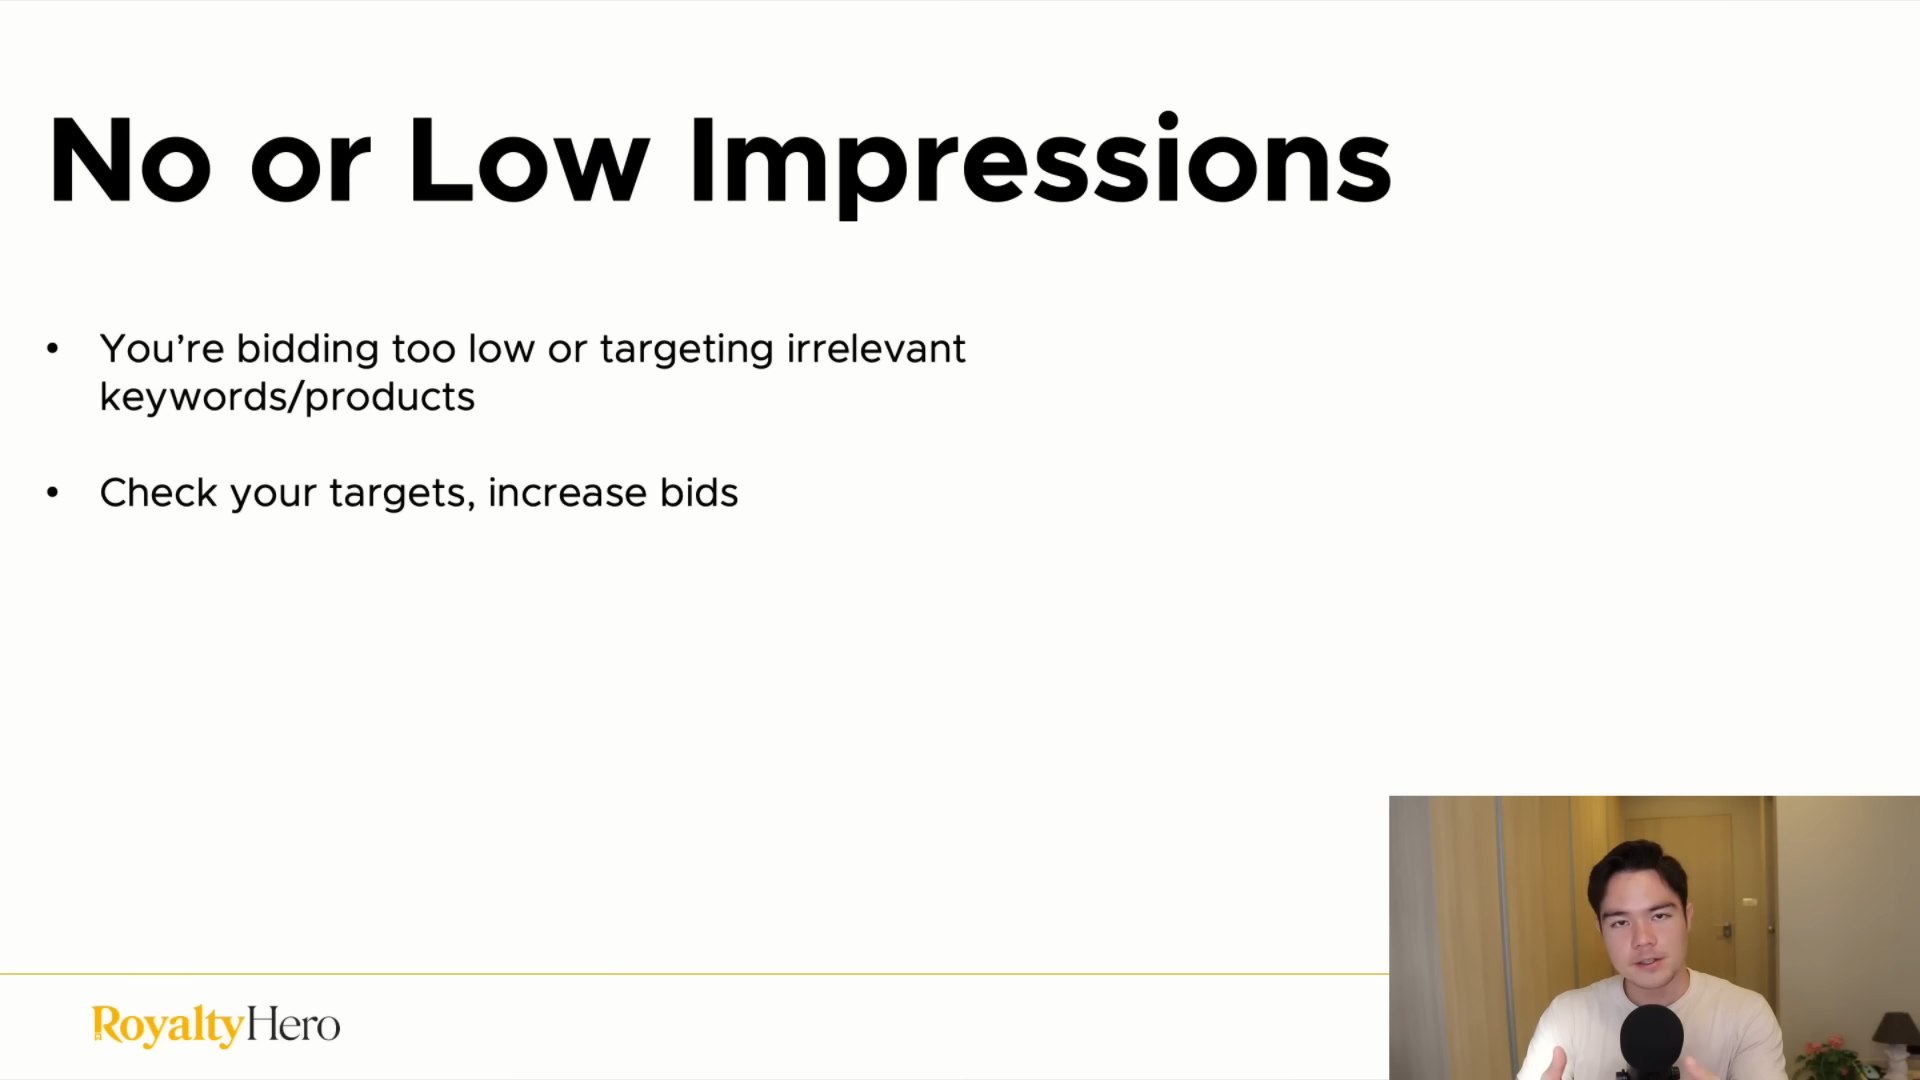 No or Low Impressions
• You’re bidding too low or targeting irrelevant
keywords/products
• Check your targets, increase bids
RoyaltyHero